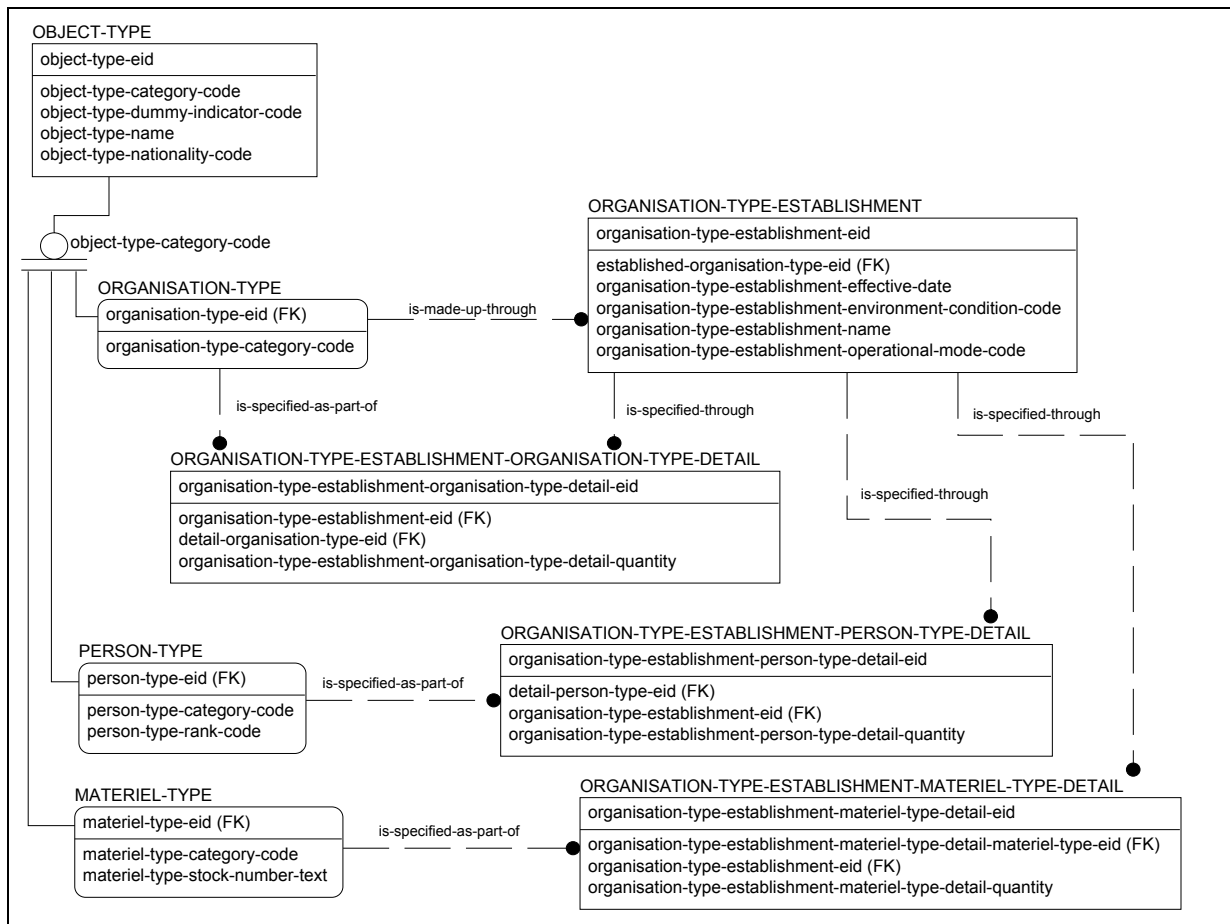 OBJECT-TYPE
object-type-eid
object-type-category-code
object-type-dummy-indicator-code
object-type-name
object-type-nationality-code
object-type-category-code
ORGANISATION-TYPE
organisation-type-eid (FK)
organisation-type-category-code
is-made-up-through
ORGANISATION-TYPE-ESTABLISHMENT
organisation-type-establishment-eid
established-organisation-type-eid (FK)
organisation-type-establishment-effective-date
organisation-type-establishment-environment-condition-code
organisation-type-establishment-name
organisation-type-establishment-operational-mode-code
is-specified-as-part-of
is-specified-through
is-specified-through
ORGANISATION-TYPE-ESTABLISHMENT-ORGANISATION-TYPE-DETAIL
organisation-type-establishment-organisation-type-detail-eid
organisation-type-establishment-eid (FK)
detail-organisation-type-eid (FK)
organisation-type-establishment-organisation-type-detail-quantity
is-specified-through
PERSON-TYPE
person-type-eid (FK)
person-type-category-code
person-type-rank-code
is-specified-as-part-of
ORGANISATION-TYPE-ESTABLISHMENT-PERSON-TYPE-DETAIL
organisation-type-establishment-person-type-detail-eid
detail-person-type-eid (FK)
organisation-type-establishment-eid (FK)
organisation-type-establishment-person-type-detail-quantity
MATERIEL-TYPE
materiel-type-eid (FK)
materiel-type-category-code
materiel-type-stock-number-text
is-specified-as-part-of
ORGANISATION-TYPE-ESTABLISHMENT-MATERIEL-TYPE-DETAIL
organisation-type-establishment-materiel-type-detail-eid
organisation-type-establishment-materiel-type-detail-materiel-type-eid (FK)
organisation-type-establishment-eid (FK)
organisation-type-establishment-materiel-type-detail-quantity